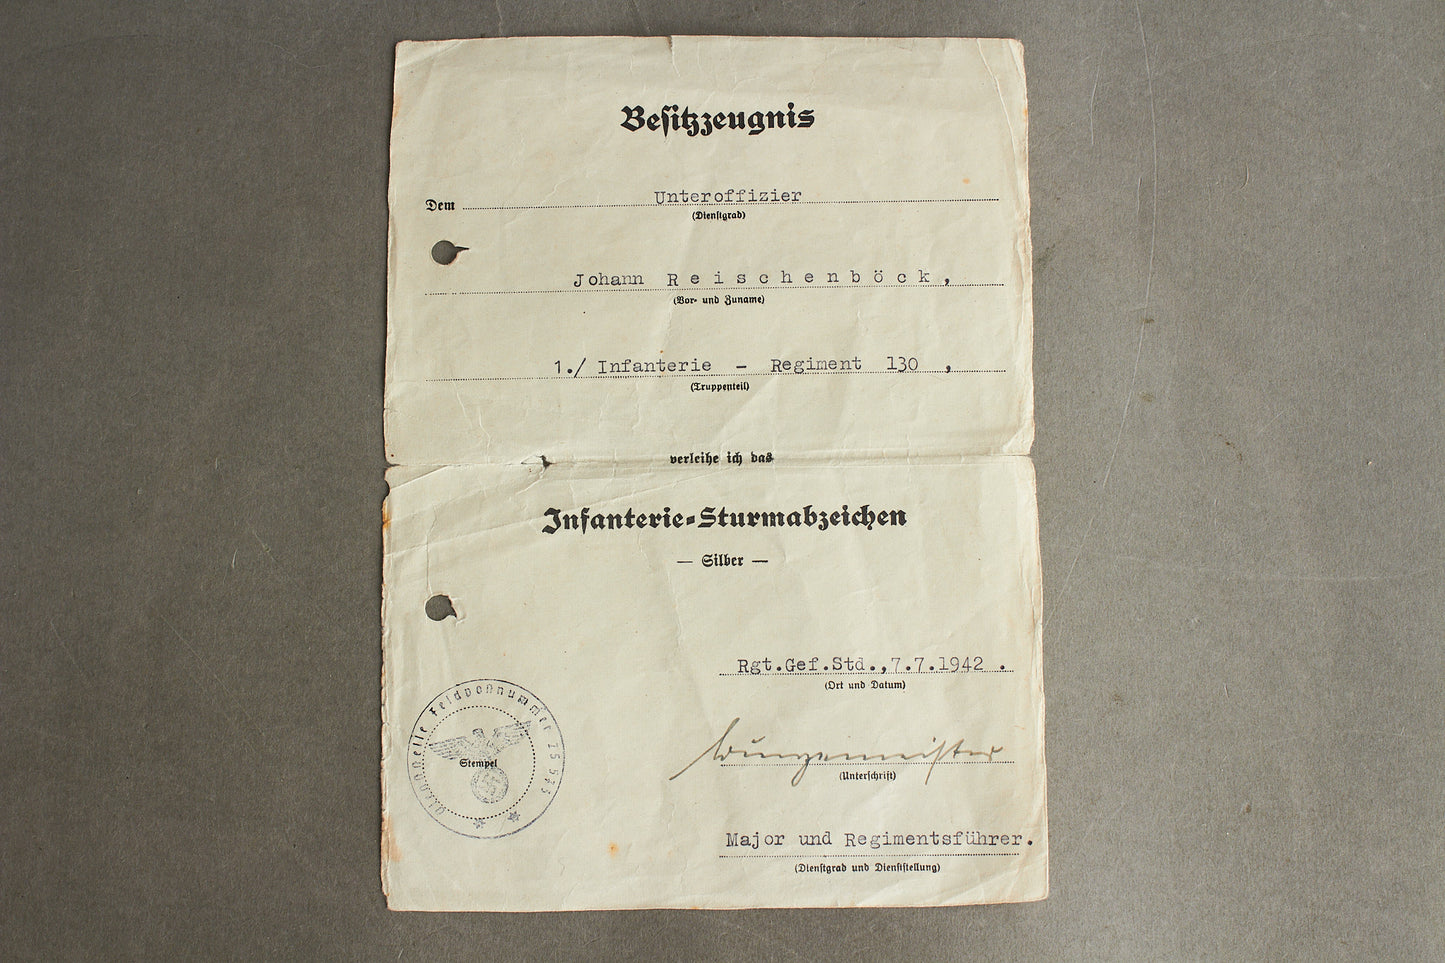 Besitzzeugnis
Dem Unteroffizier
(Dienstgrad)
Johann Reischenböck,
(Vor- und Zuname)
1./ Infanterie - Regiment 130 ,
(Truppenteil)
verleihe ich das
Infanterie-Sturmabzeichen
— Silber —
Rgt.Gef.Std.,7.7.1942 .
(Ort und Datum)
Feldpostnummer
Stempel
(Unterschrift)
Major und Regimentsführer.
(Dienstgrad und Dienststellung)